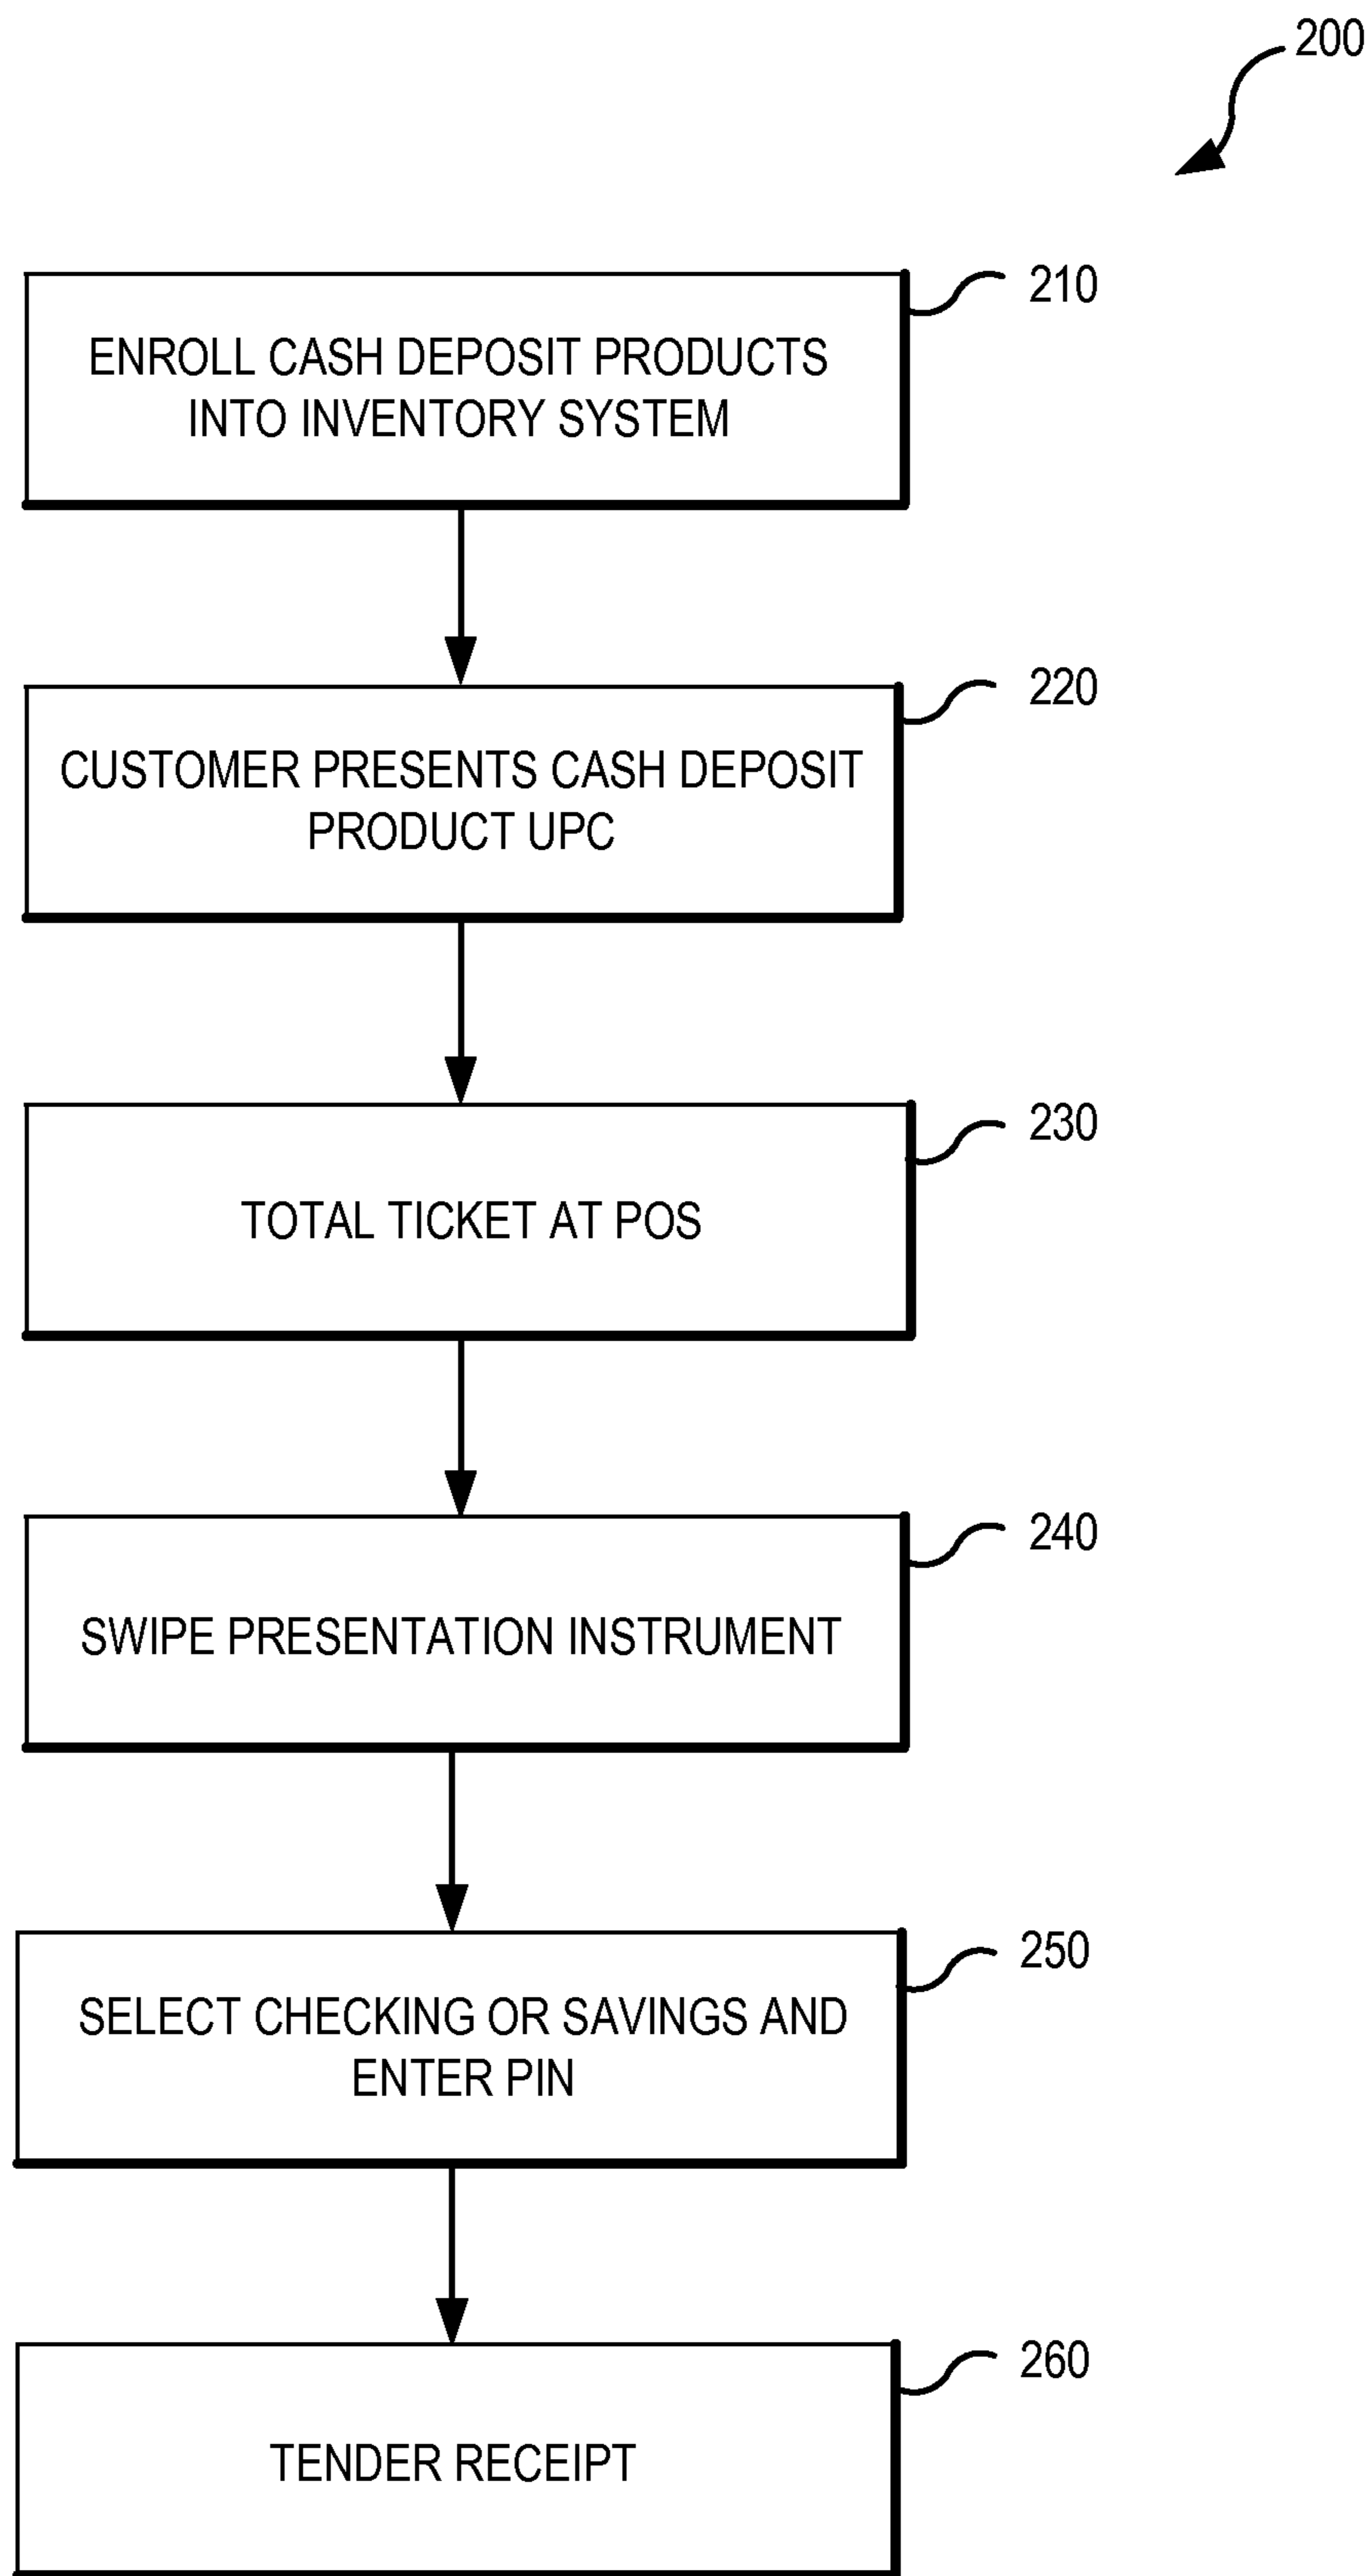 200
210
ENROLL CASH DEPOSIT PRODUCTS
INTO INVENTORY SYSTEM
220
CUSTOMER PRESENTS CASH DEPOSIT
PRODUCT UPC
230
TOTAL TICKET AT POS
240
SWIPE PRESENTATION INSTRUMENT
250
SELECT CHECKING OR SAVINGS AND
ENTER PIN
260
TENDER RECEIPT